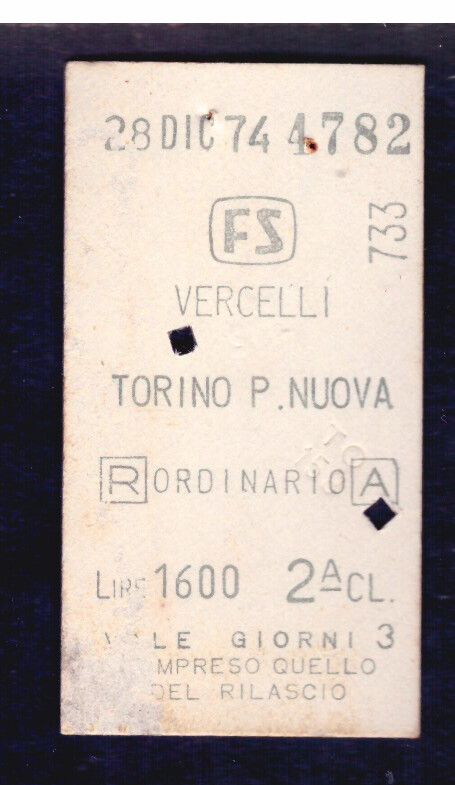 28 DIC 74 4782
FS
733
VERCELLI
TORINO P. NUOVA
R ORDINARIO A
LIRE 1600 2ᴬ CL.
VALE GIORNI 3
MPRESO QUELLO
DEL RILASCIO